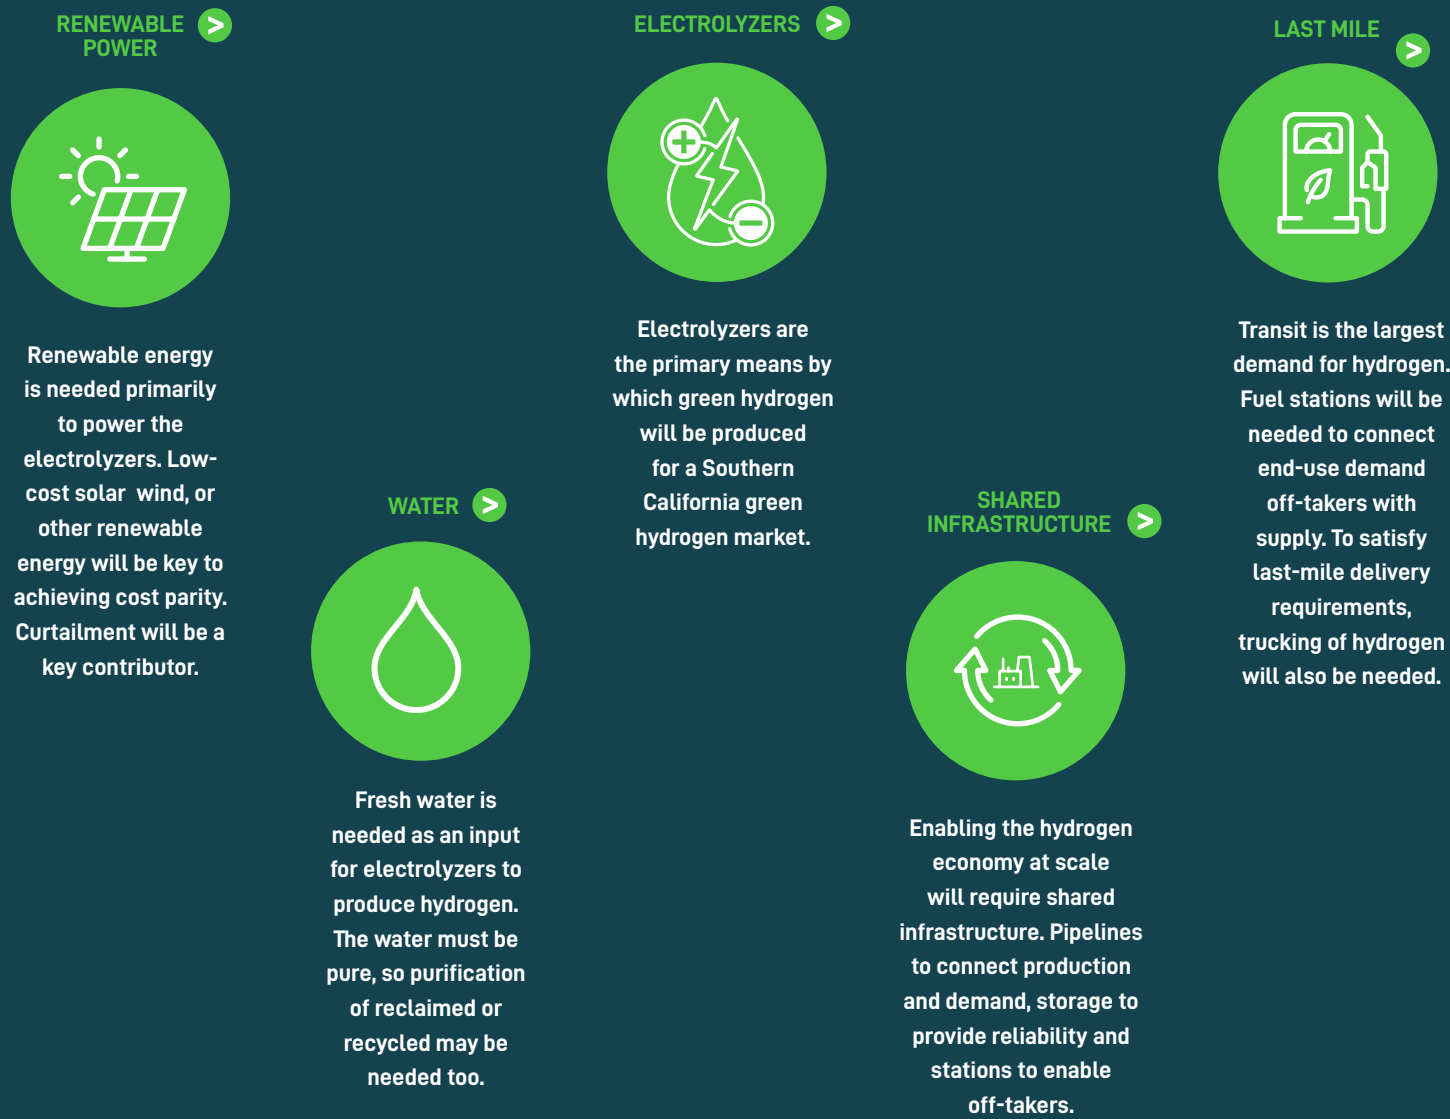 RENEWABLE
POWER
>
Renewable energy
is needed primarily
to power the
electrolyzers. Low-
cost solar  wind, or
other renewable
energy will be key to
achieving cost parity.
Curtailment will be a
key contributor.
WATER >
Fresh water is
needed as an input
for electrolyzers to
produce hydrogen.
The water must be
pure, so purification
of reclaimed or
recycled may be
needed too.
ELECTROLYZERS >
Electrolyzers are
the primary means by
which green hydrogen
will be produced
for a Southern
California green
hydrogen market.
SHARED
INFRASTRUCTURE >
Enabling the hydrogen
economy at scale
will require shared
infrastructure. Pipelines
to connect production
and demand, storage to
provide reliability and
stations to enable
off-takers.
LAST MILE >
Transit is the largest
demand for hydrogen.
Fuel stations will be
needed to connect
end-use demand
off-takers with
supply. To satisfy
last-mile delivery
requirements,
trucking of hydrogen
will also be needed.